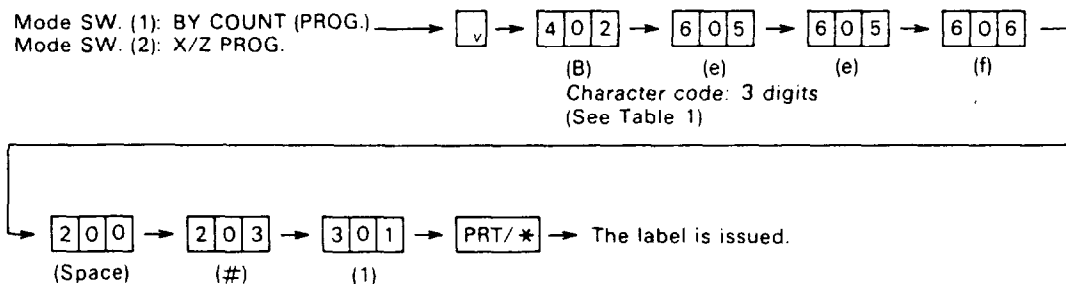 Mode SW. (1): BY COUNT (PROG.)
Mode SW. (2): X/Z PROG.
v 402 605 605 606
(B) (e) (e) (f)
Character code: 3 digits
(See Table 1)
200 203 301 PRT/* The label is issued.
(Space) (#) (1)